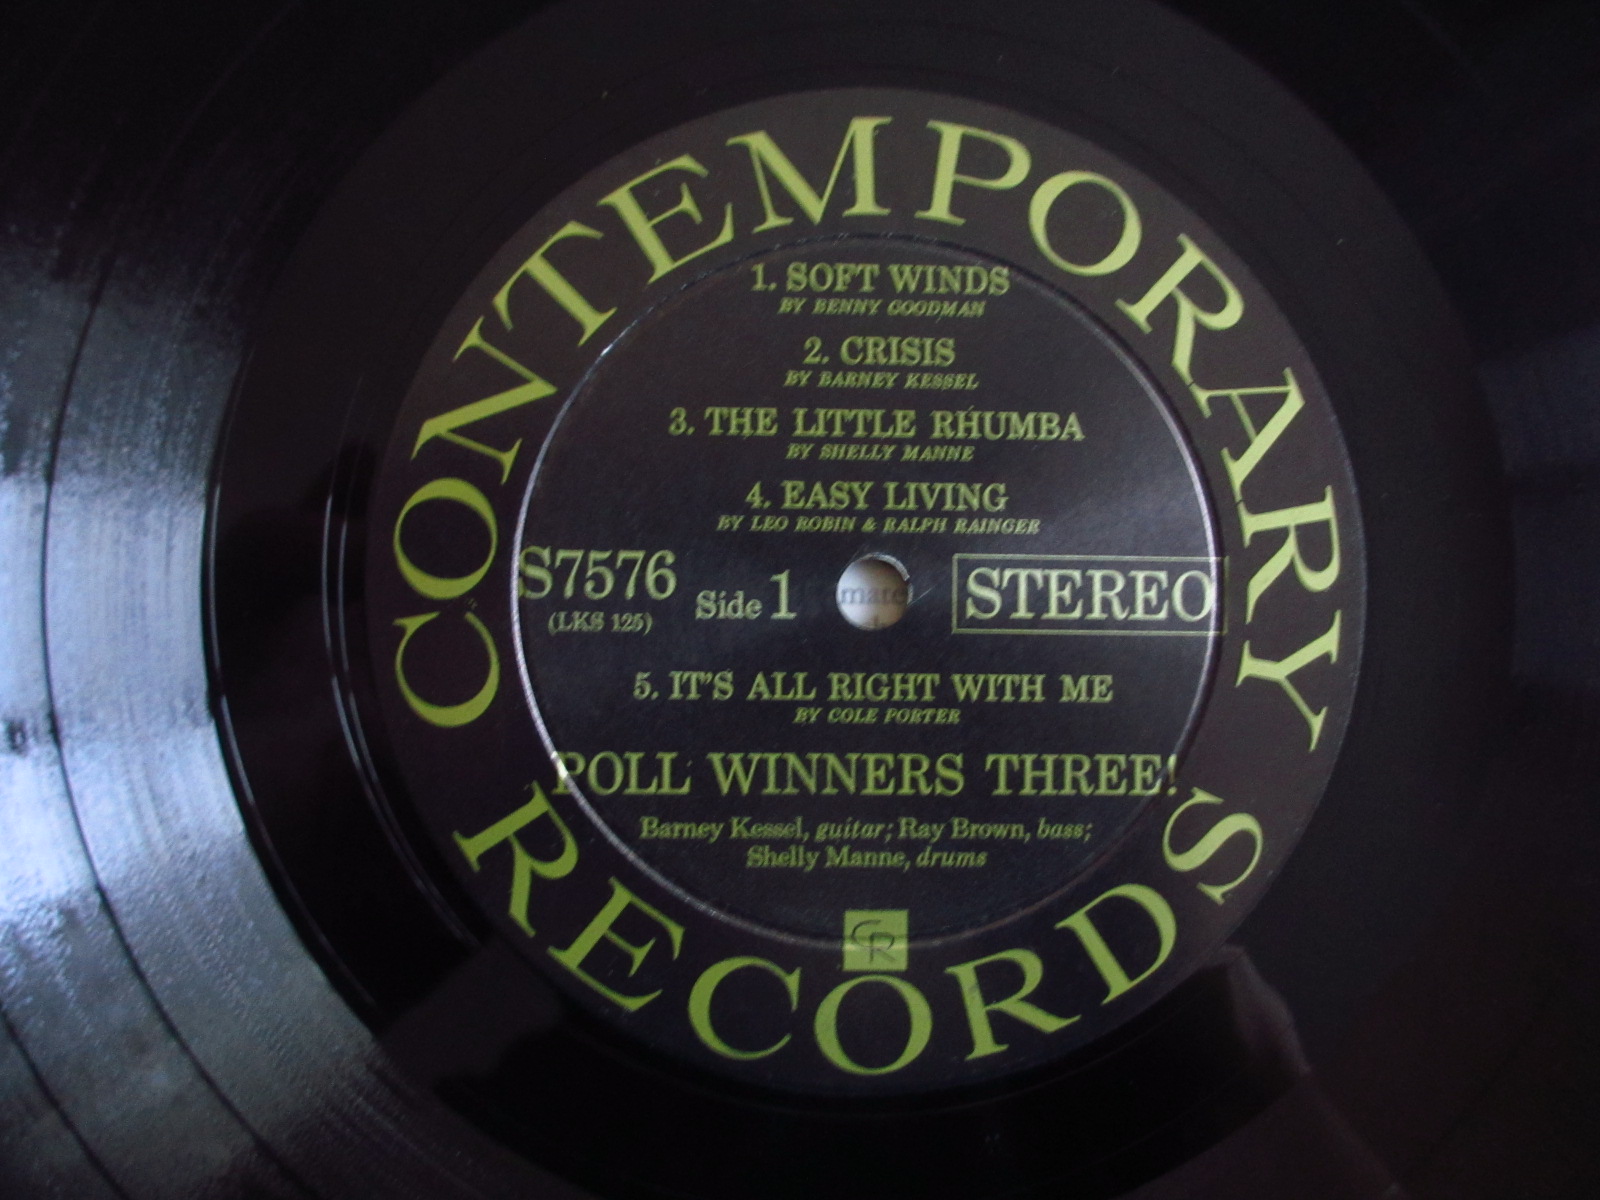 CONTEMPORARY
1. SOFT WINDS
BY BENNY GOODMAN
2. CRISIS
BY BARNEY KESSEL
3. THE LITTLE RHUMBA
BY SHELLY MANNE
4. EASY LIVING
BY LEO ROBIN & RALPH RAINGER
S7576
(LKS 125)
Side 1
mate
STEREO
5. IT'S ALL RIGHT WITH ME
BY COLE PORTER
POLL WINNERS THREE!
Barney Kessel, guitar; Ray Brown, bass;
Shelly Manne, drums
CR
RECORDS